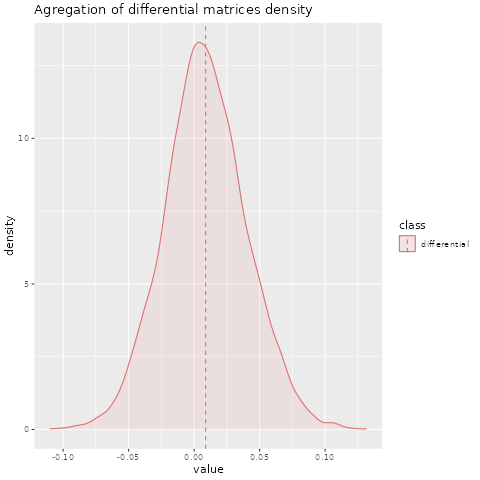 Agregation of differential matrices density
density
10
5
0
-0.10
-0.05
0.00
0.05
0.10
value
class
differential